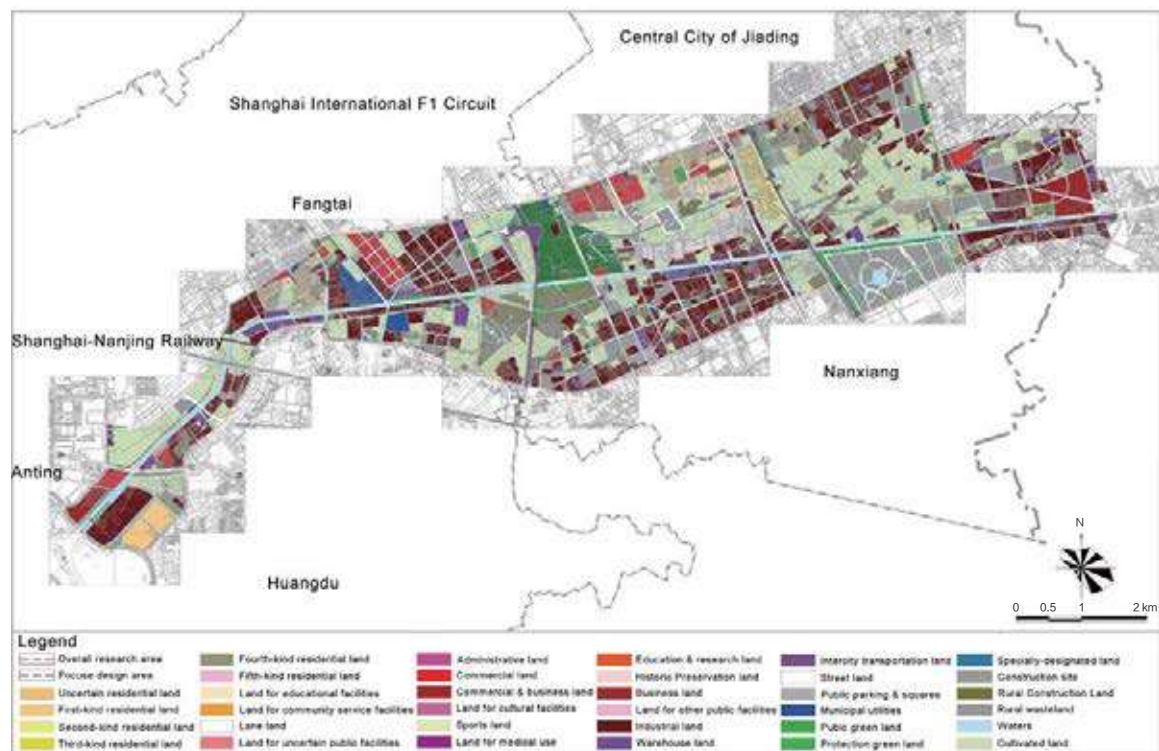 Central City of Jiading
Shanghai International F1 Circuit
Fangtai
Shanghai-Nanjing Railway
Nanxiang
Anting
Huangdu
N
0 0.5 1 2 km
Legend
Overall research area
Focuse design area
Uncertain residential land
First-kind residential land
Second-kind residential land
Third-kind residential land
Fourth-kind residential land
Fifth-kind residential land
Land for educational facilities
Land for community service facilities
Lane land
Land for uncertain public facilities
Administrative land
Commercial land
Commercial & business land
Land for cultural facilities
Sports land
Land for medical use
Education & research land
Historic Preservation land
Business land
Land for other public facilities
Industrial land
Warehouse land
Intercity transportation land
Street land
Public parking & squares
Municipal utilities
Pubic green land
Protection green land
Specially-designated land
Construction site
Rural Construction Land
Rural wasteland
Waters
Cultivated land